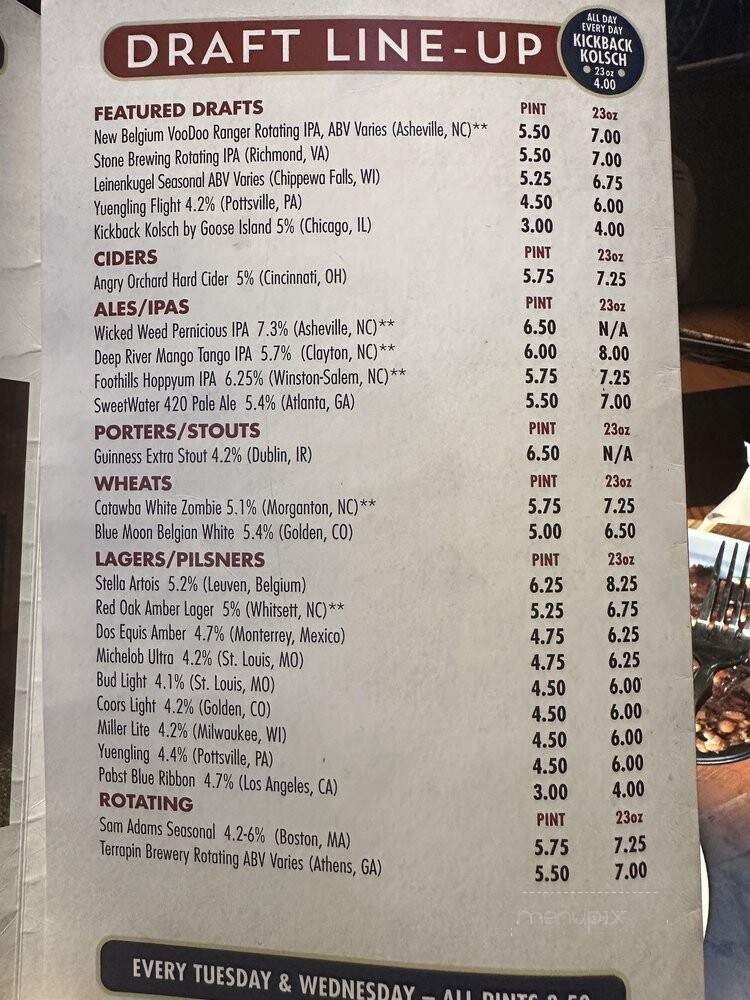 DRAFT LINE-UP
ALL DAY
EVERY DAY
KICKBACK
KOLSCH
23oz
4.00
FEATURED DRAFTS PINT 23oz
New Belgium VooDoo Ranger Rotating IPA, ABV Varies (Asheville, NC)** 5.50 7.00
Stone Brewing Rotating IPA (Richmond, VA) 5.50 7.00
Leinenkugel Seasonal ABV Varies (Chippewa Falls, WI) 5.25 6.75
Yuengling Flight 4.2% (Pottsville, PA) 4.50 6.00
Kickback Kolsch by Goose Island 5% (Chicago, IL) 3.00 4.00
CIDERS PINT 23oz
Angry Orchard Hard Cider 5% (Cincinnati, OH) 5.75 7.25
ALES/IPAS PINT 23oz
Wicked Weed Pernicious IPA 7.3% (Asheville, NC)** 6.50 N/A
Deep River Mango Tango IPA 5.7% (Clayton, NC)** 6.00 8.00
Foothills Hoppyum IPA 6.25% (Winston-Salem, NC)** 5.75 7.25
SweetWater 420 Pale Ale 5.4% (Atlanta, GA) 5.50 7.00
PORTERS/STOUTS PINT 23oz
Guinness Extra Stout 4.2% (Dublin, IR) 6.50 N/A
WHEATS PINT 23oz
Catawba White Zombie 5.1% (Morganton, NC)** 5.75 7.25
Blue Moon Belgian White 5.4% (Golden, CO) 5.00 6.50
LAGERS/PILSNERS PINT 23oz
Stella Artois 5.2% (Leuven, Belgium) 6.25 8.25
Red Oak Amber Lager 5% (Whitsett, NC)** 5.25 6.75
Dos Equis Amber 4.7% (Monterrey, Mexico) 4.75 6.25
Michelob Ultra 4.2% (St. Louis, MO) 4.75 6.25
Bud Light 4.1% (St. Louis, MO) 4.50 6.00
Coors Light 4.2% (Golden, CO) 4.50 6.00
Miller Lite 4.2% (Milwaukee, WI) 4.50 6.00
Yuengling 4.4% (Pottsville, PA) 4.50 6.00
Pabst Blue Ribbon 4.7% (Los Angeles, CA) 3.00 4.00
ROTATING PINT 23oz
Sam Adams Seasonal 4.2-6% (Boston, MA) 5.75 7.25
Terrapin Brewery Rotating ABV Varies (Athens, GA) 5.50 7.00
menupix
EVERY TUESDAY & WEDNESDAY – ALL PINTS